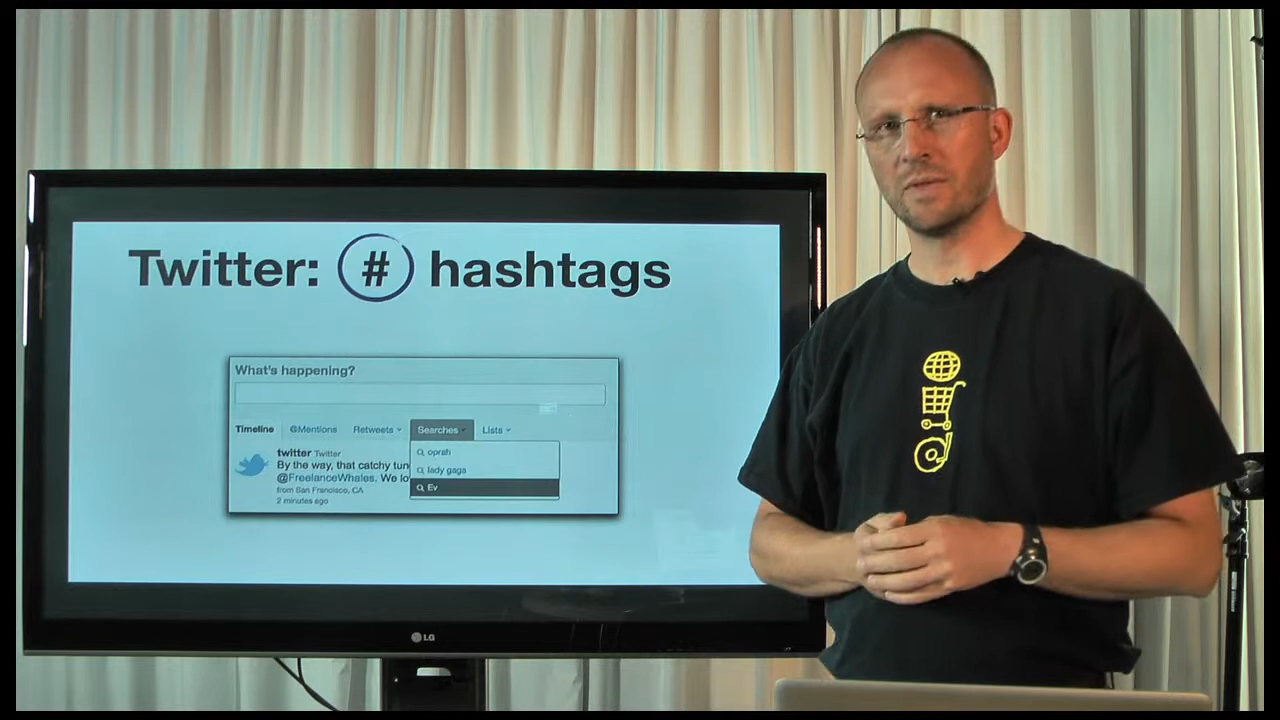 Twitter: # hashtags
What's happening?
Timeline @Mentions Retweets Searches Lists
twitter Twitter
oprah
By the way, that catchy tun
lady gaga
@FreelanceWhales. We lo
Ev
from San Francisco, CA
2 minutes ago
LG